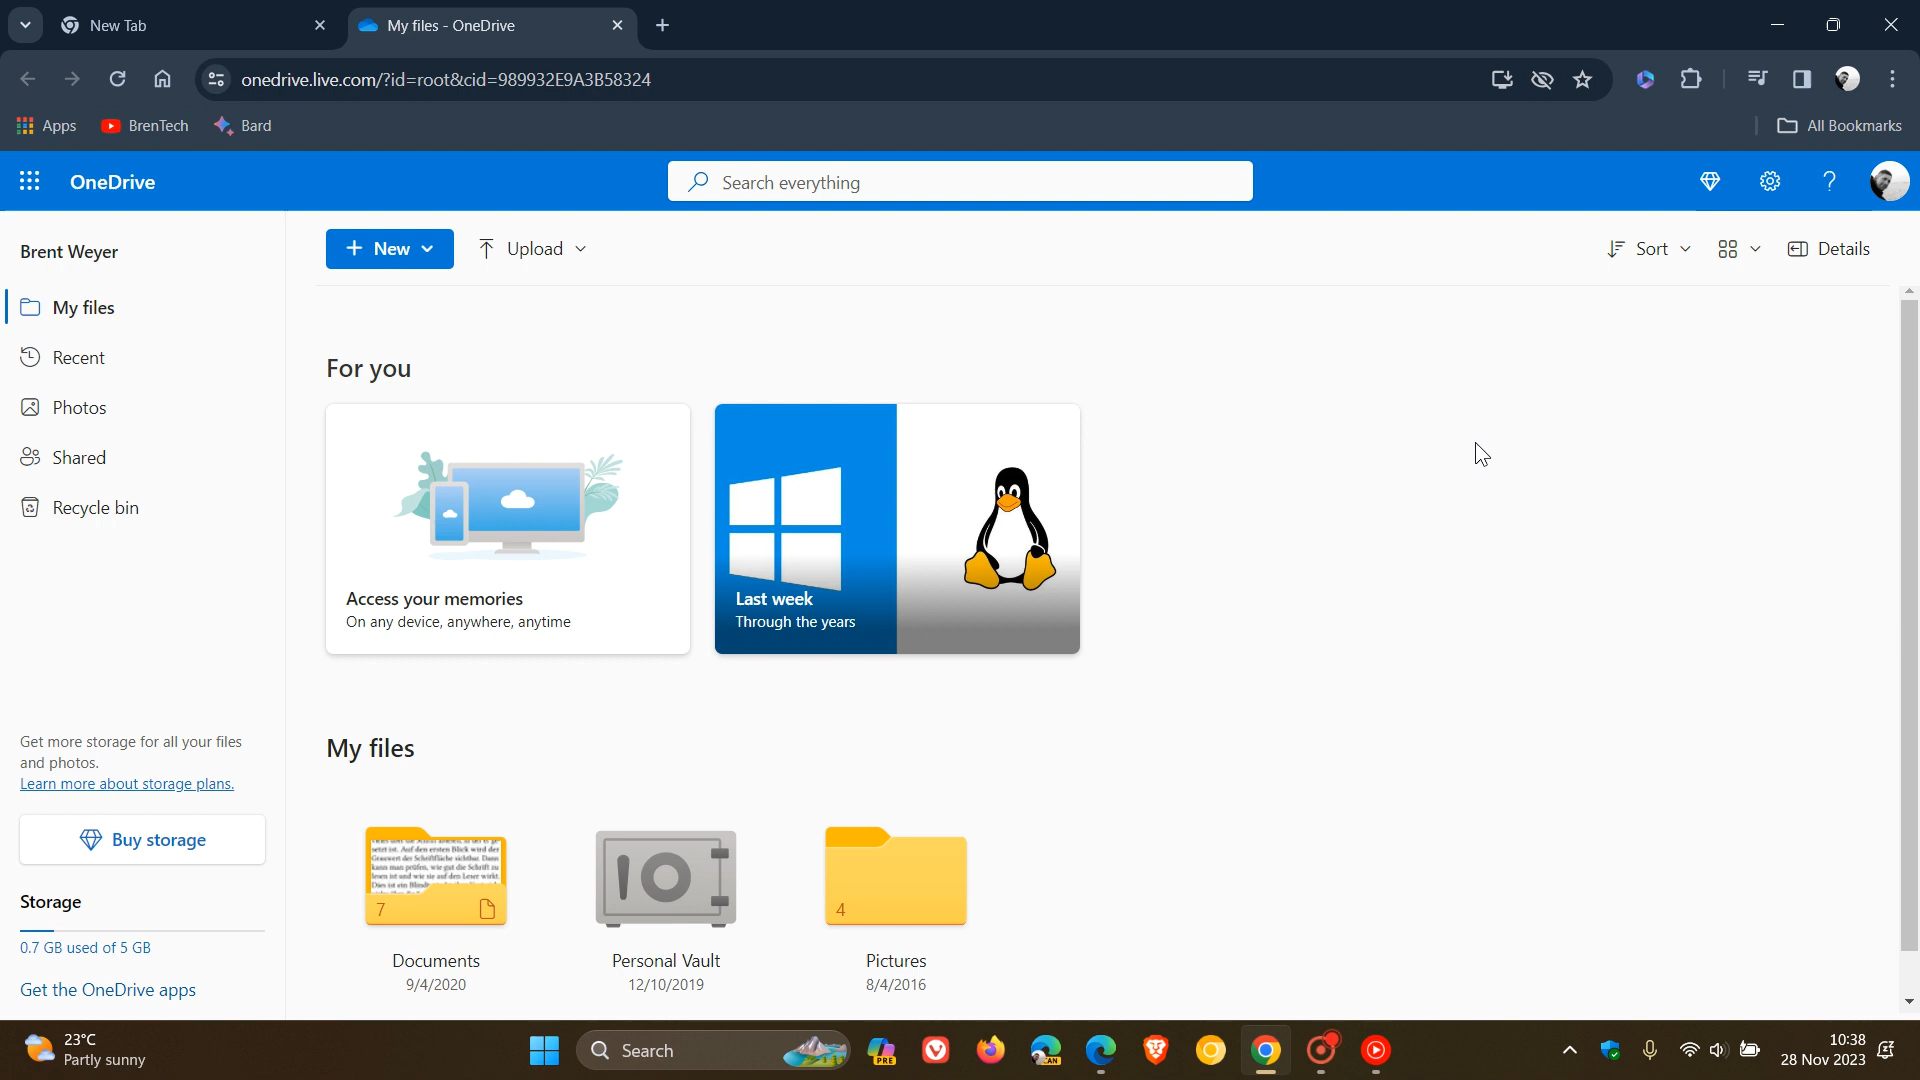 New Tab
My files - OneDrive
onedrive.live.com/?id=root&cid=989932E9A3B58324
Apps
BrenTech
Bard
All Bookmarks
OneDrive
Search everything
Brent Weyer
New
Upload
Sort
Details
My files
Recent
Photos
Shared
Recycle bin
For you
Access your memories
On any device, anywhere, anytime
Last week
Through the years
Get more storage for all your files
and photos.
Learn more about storage plans.
Buy storage
Storage
0.7 GB used of 5 GB
Get the OneDrive apps
My files
7
Documents
9/4/2020
Personal Vault
12/10/2019
4
Pictures
8/4/2016
23°C
Partly sunny
Search
PRE
CAN
10:38
28 Nov 2023